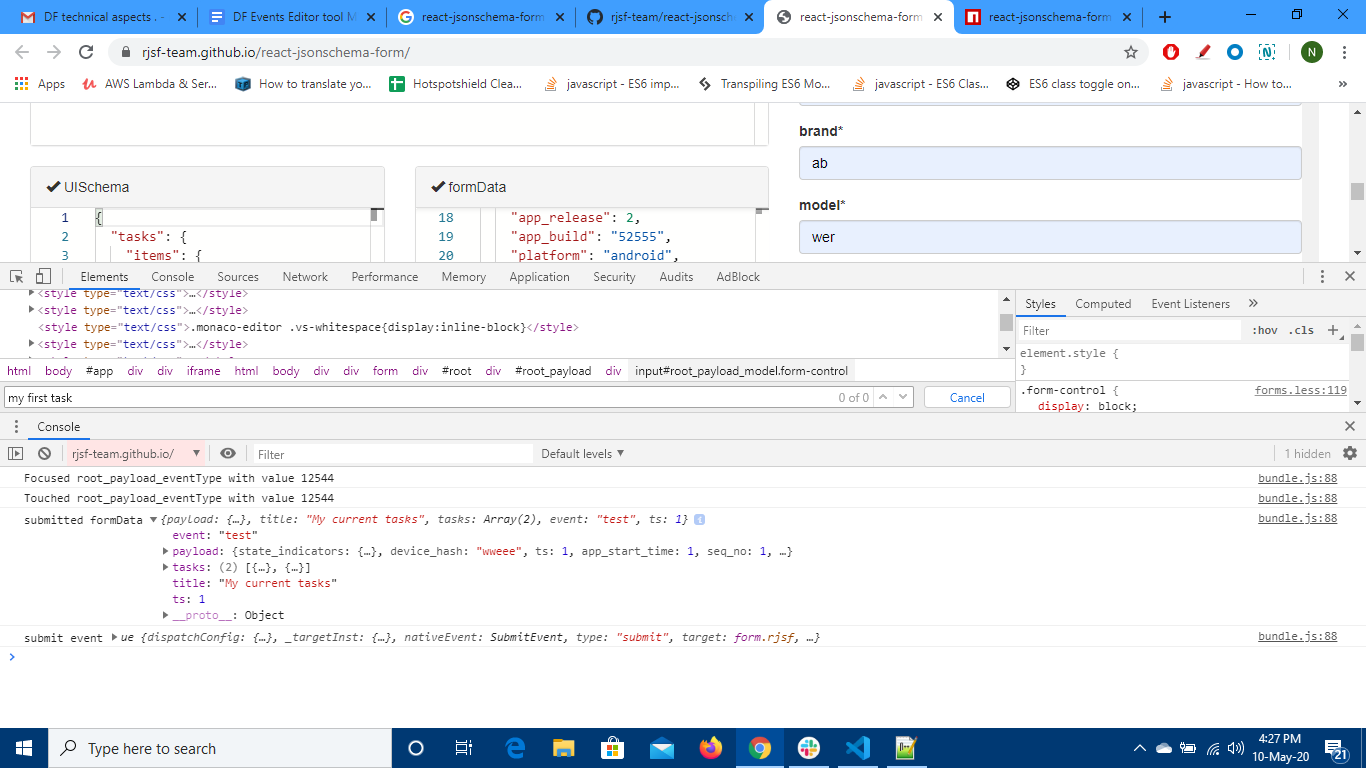 DF technical aspects . -
DF Events Editor tool M
react-jsonschema-form
rjsf-team/react-jsonsche
react-jsonschema-form
react-jsonschema-form
rjsf-team.github.io/react-jsonschema-form/
N
Apps
AWS Lambda & Ser...
How to translate yo...
Hotspotshield Clea...
javascript - ES6 imp...
Transpiling ES6 Mo...
javascript - ES6 Clas...
ES6 class toggle on...
javascript - How to...
»
brand*
ab
UISchema
formData
model*
wer
1 {
2 "tasks": {
3 "items": {
18 "app_release": 2,
19 "app_build": "52555",
20 "platform": "android",
Elements
Console
Sources
Network
Performance
Memory
Application
Security
Audits
AdBlock
<style type="text/css">…</style>
<style type="text/css">…</style>
<style type="text/css">.monaco-editor .vs-whitespace{display:inline-block}</style>
<style type="text/css">…</style>
Styles
Computed
Event Listeners
»
Filter
:hov .cls +
element.style {
}
.form-control {
forms.less:119
display: block;
html body #app div div iframe html body div div form div #root div #root_payload div input#root_payload_model.form-control
my first task
0 of 0
Cancel
Console
rjsf-team.github.io/
Filter
Default levels
1 hidden
Focused root_payload_eventType with value 12544
bundle.js:88
Touched root_payload_eventType with value 12544
bundle.js:88
submitted formData {payload: {…}, title: "My current tasks", tasks: Array(2), event: "test", ts: 1} i
bundle.js:88
event: "test"
payload: {state_indicators: {…}, device_hash: "wweee", ts: 1, app_start_time: 1, seq_no: 1, …}
tasks: (2) [{…}, {…}]
title: "My current tasks"
ts: 1
__proto__: Object
submit event ue {dispatchConfig: {…}, _targetInst: {…}, nativeEvent: SubmitEvent, type: "submit", target: form.rjsf, …}
bundle.js:88
Type here to search
4:27 PM
10-May-20
21